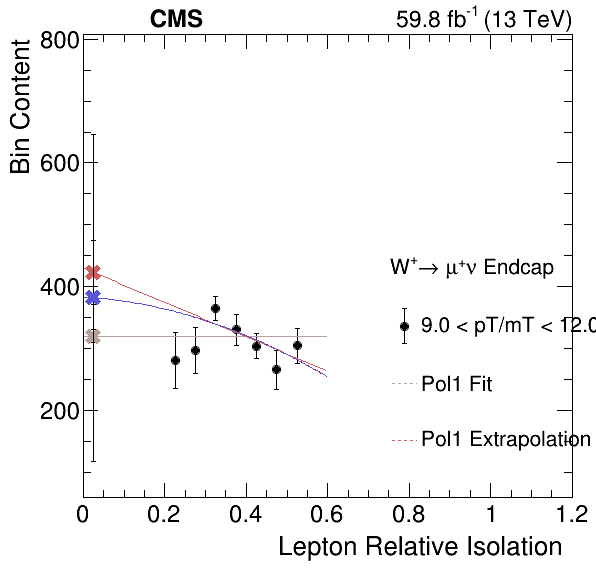 CMS 59.8 fb⁻¹ (13 TeV)
Bin Content
800
600
400
200
W⁺→ μ⁺ν Endcap
9.0 < pT/mT < 12.0
Pol1 Fit
Pol1 Extrapolation
0 0.2 0.4 0.6 0.8 1 1.2
Lepton Relative Isolation